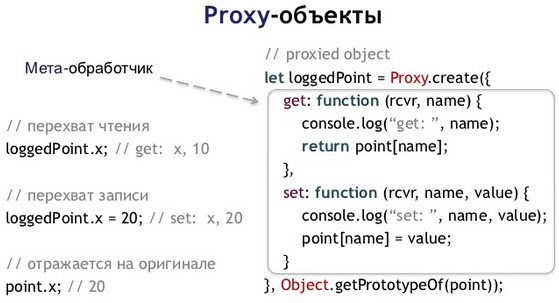 Proxy-объекты
Мета-обработчик
// перехват чтения
loggedPoint.x; // get:  x, 10
// перехват записи
loggedPoint.x = 20; // set:  x, 20
// отражается на оригинале
point.x; // 20
// proxied object
let loggedPoint = Proxy.create({
get: function (rcvr, name) {
console.log(“get: ”, name);
return point[name];
},
set: function (rcvr, name, value) {
console.log(“set: ”, name, value);
point[name] = value;
}
}, Object.getPrototypeOf(point));